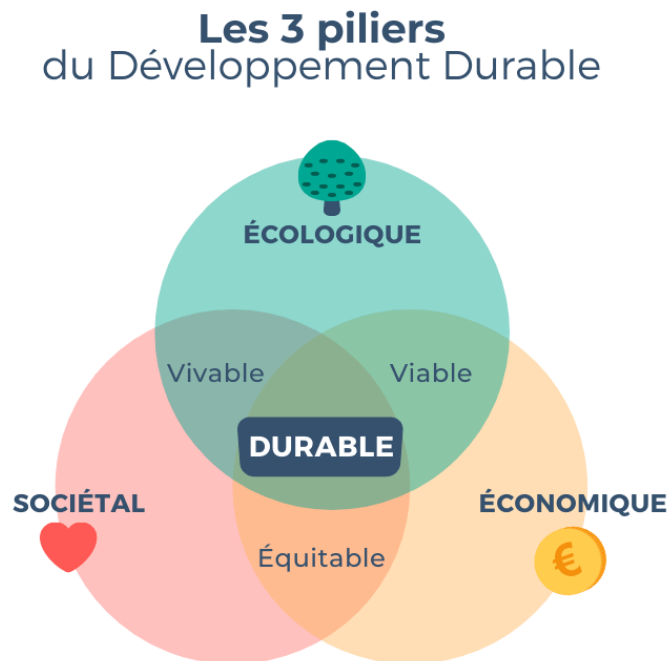 Les 3 piliers
du Développement Durable
ÉCOLOGIQUE
Vivable
Viable
DURABLE
SOCIÉTAL
ÉCONOMIQUE
€
Équitable